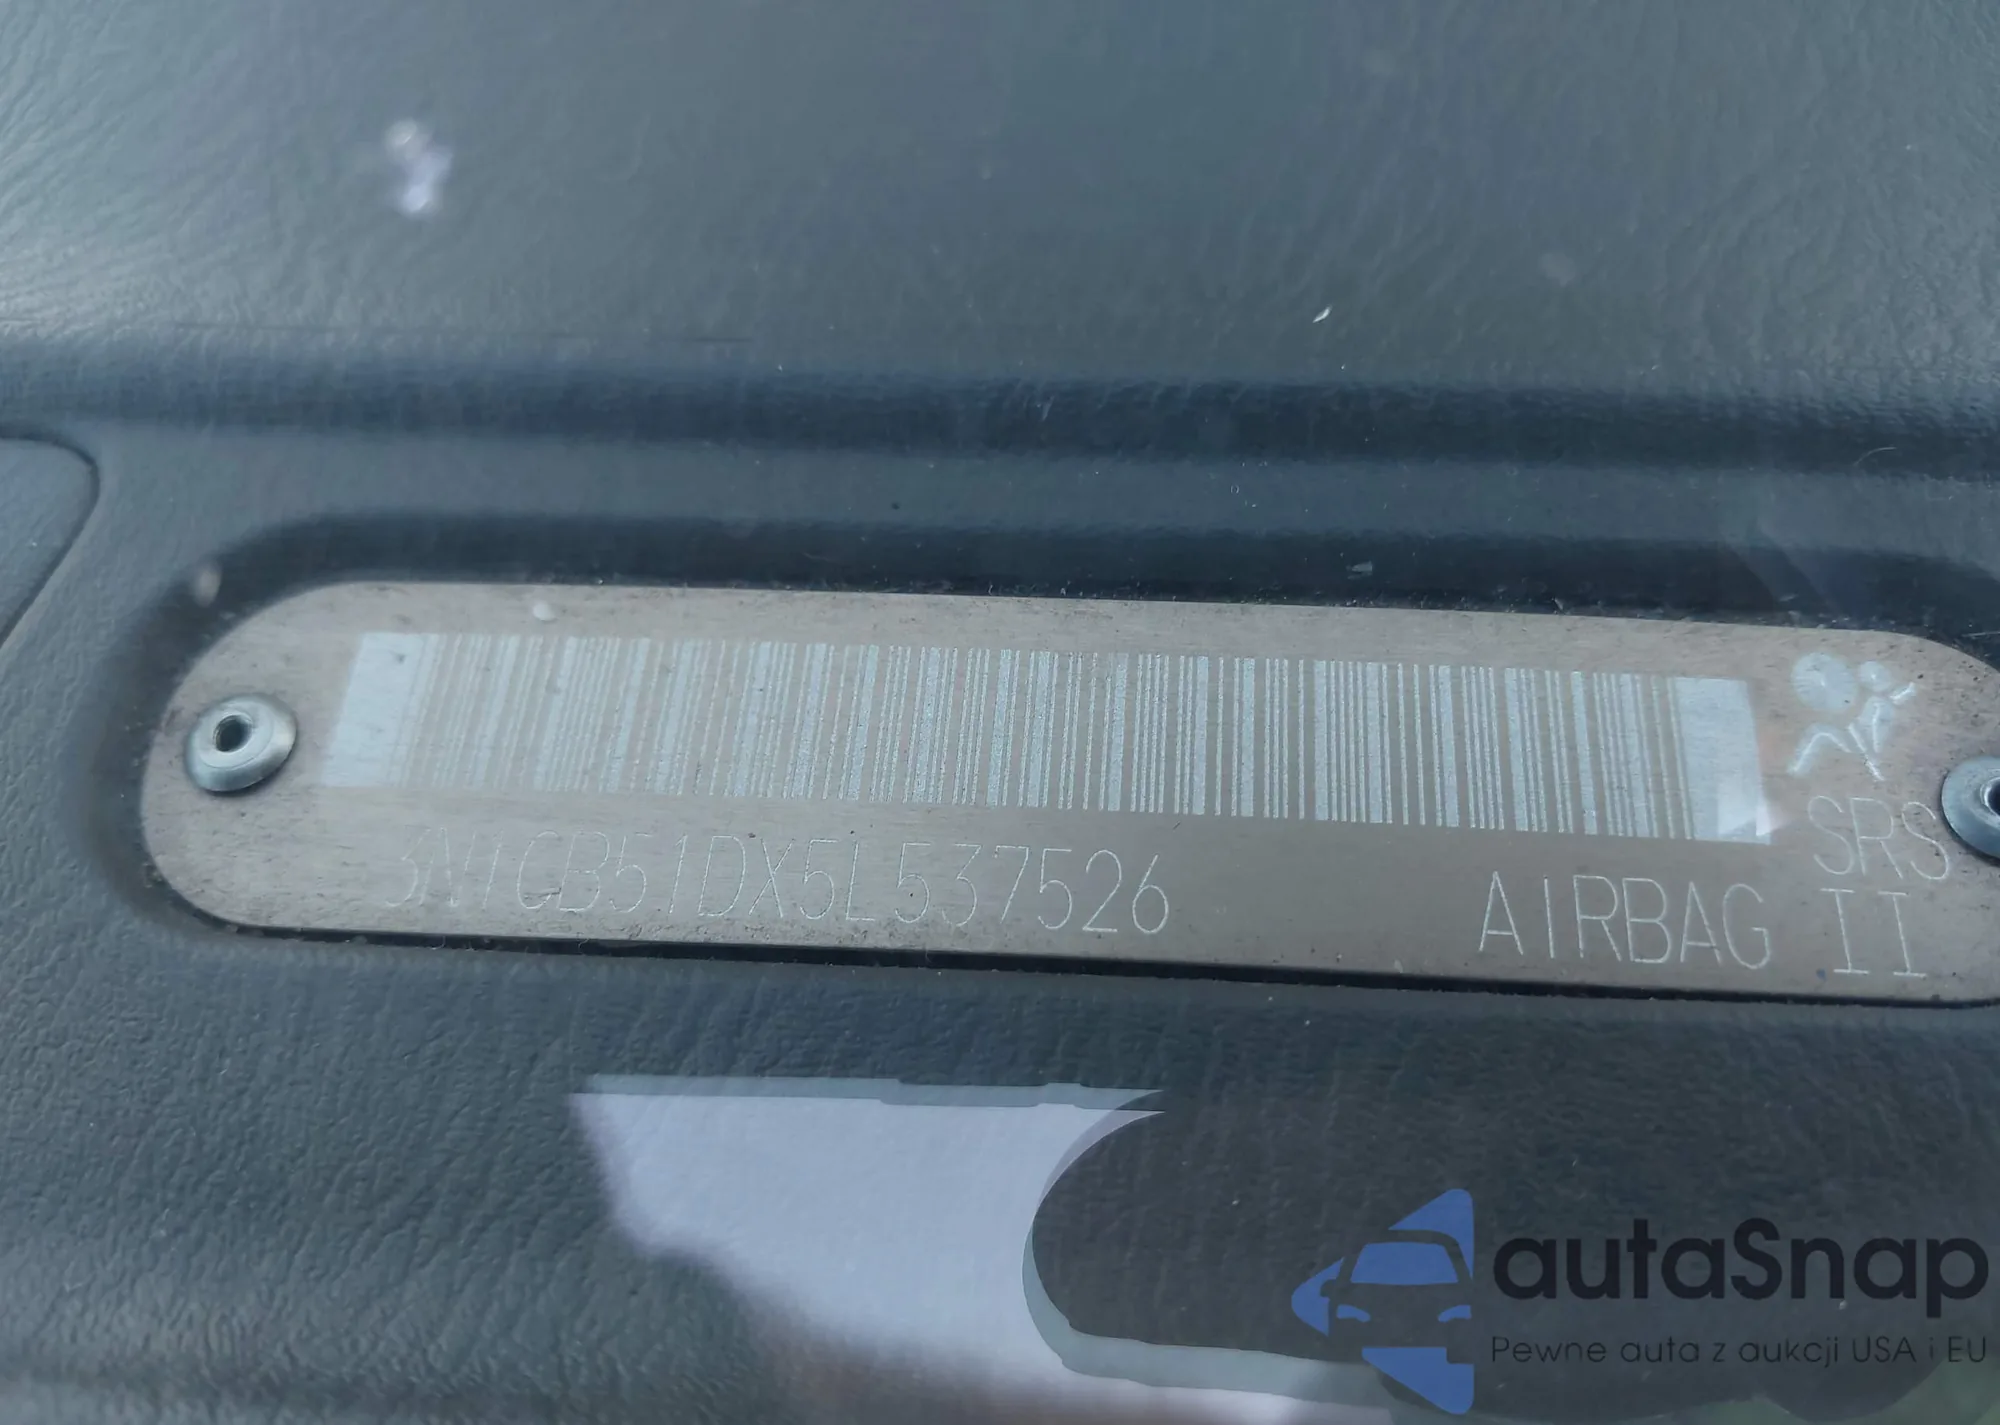 3N1CB51DX5L537526
SRS
AIRBAG II
autaSnap
Pewne auta z aukcji USA i EU